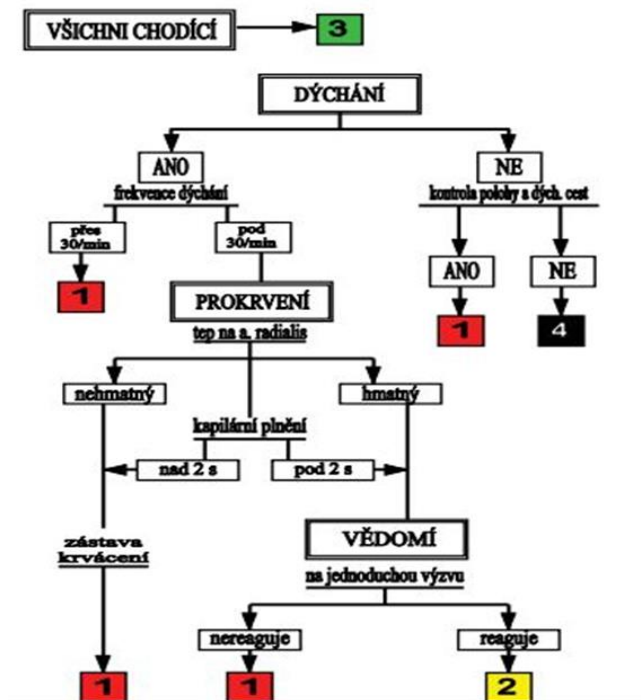 VŠICHNI CHODÍCÍ
3
DÝCHÁNÍ
ANO
NE
frekvence dýchání
kontrola polohy a dých. cest
přes
30/min
pod
30/min
ANO
NE
1
PROKRVENÍ
1
4
tep na a. radialis
nehmatný
hmatný
kapilární plnění
nad 2 s
pod 2 s
zástava
krvácení
VĚDOMÍ
na jednoduchou výzvu
nereaguje
reaguje
1
1
2